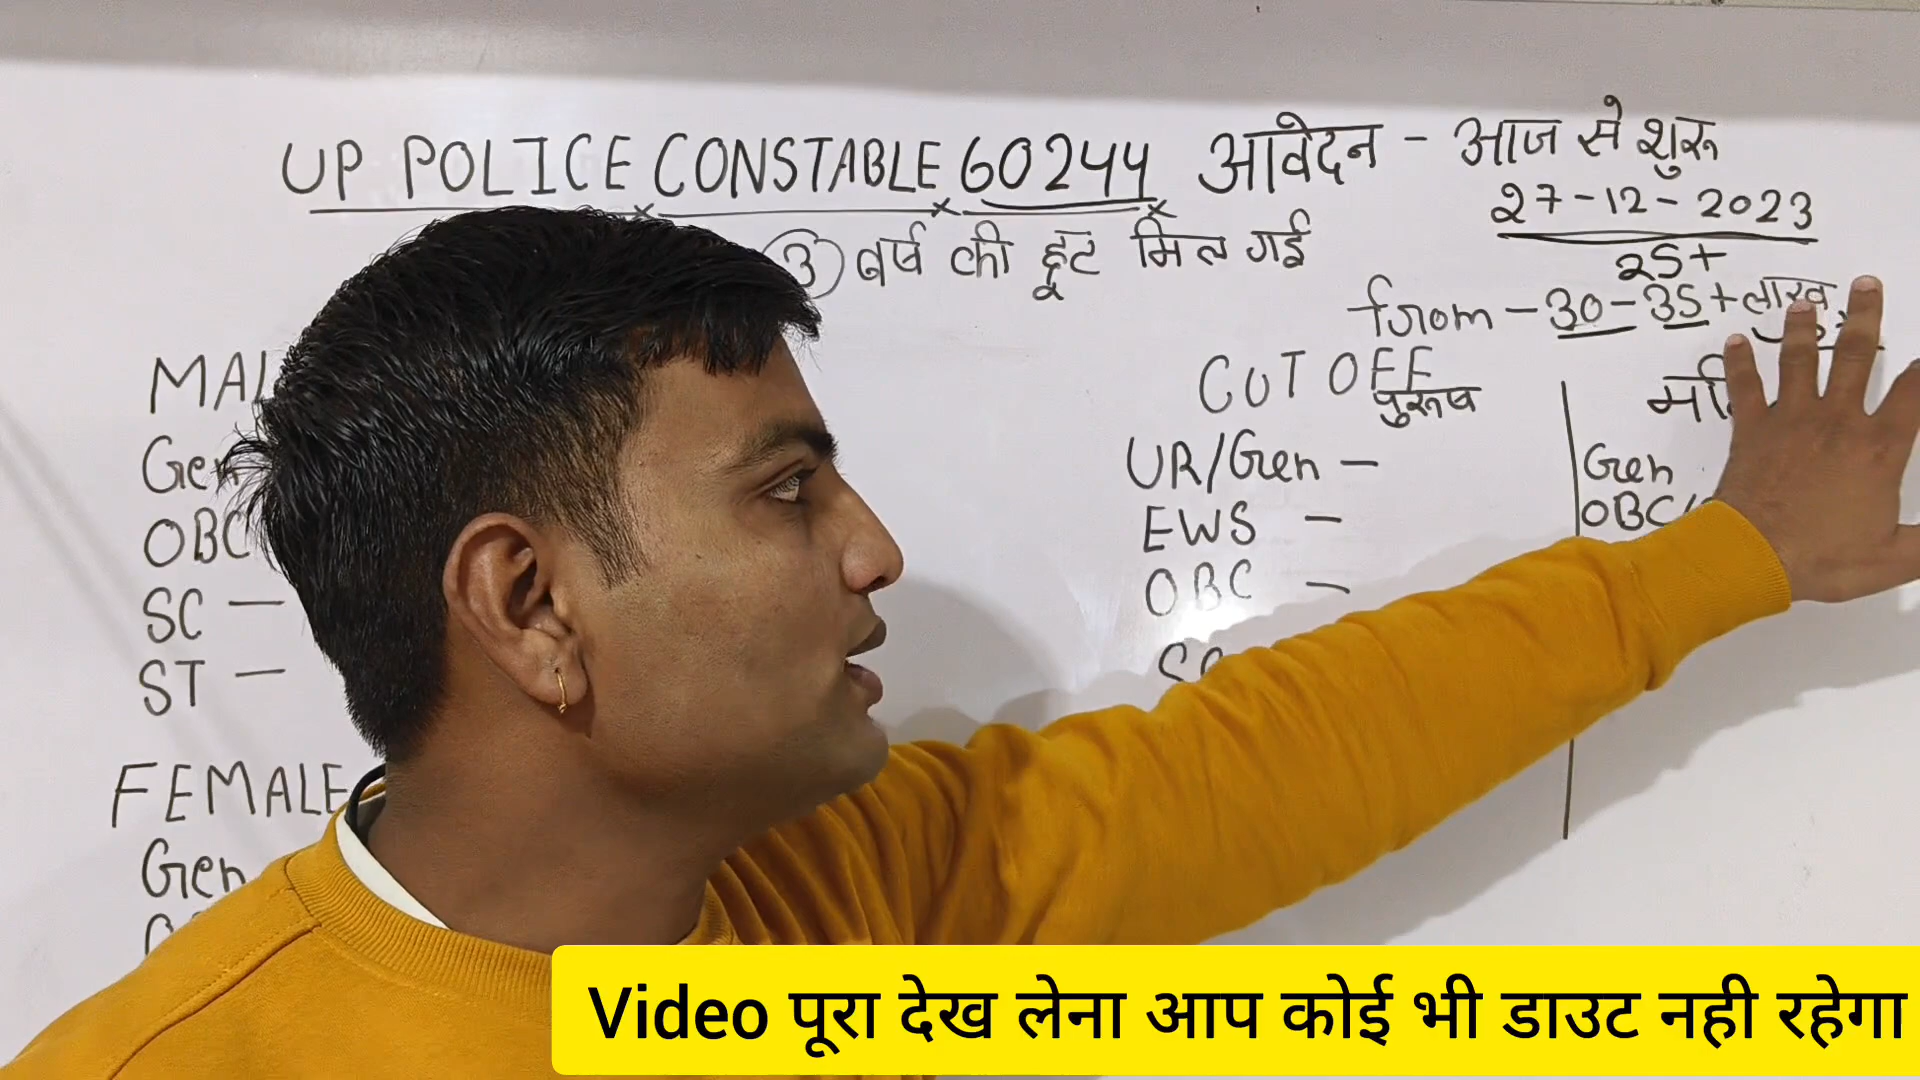 UP POLICE CONSTABLE 60244 आवेदन - आज से शुरू
27-12-2023
③ वर्ष की छूट मिल गई
25+
from - 30 - 35 + लाख
CUT OFF
पुरूष
UR/Gen -
EWS -
OBC -
Gen
OBC
MAL
Gen
OBC
SC -
ST -
FEMALE
Gen
Video पूरा देख लेना आप कोई भी डाउट नही रहेगा